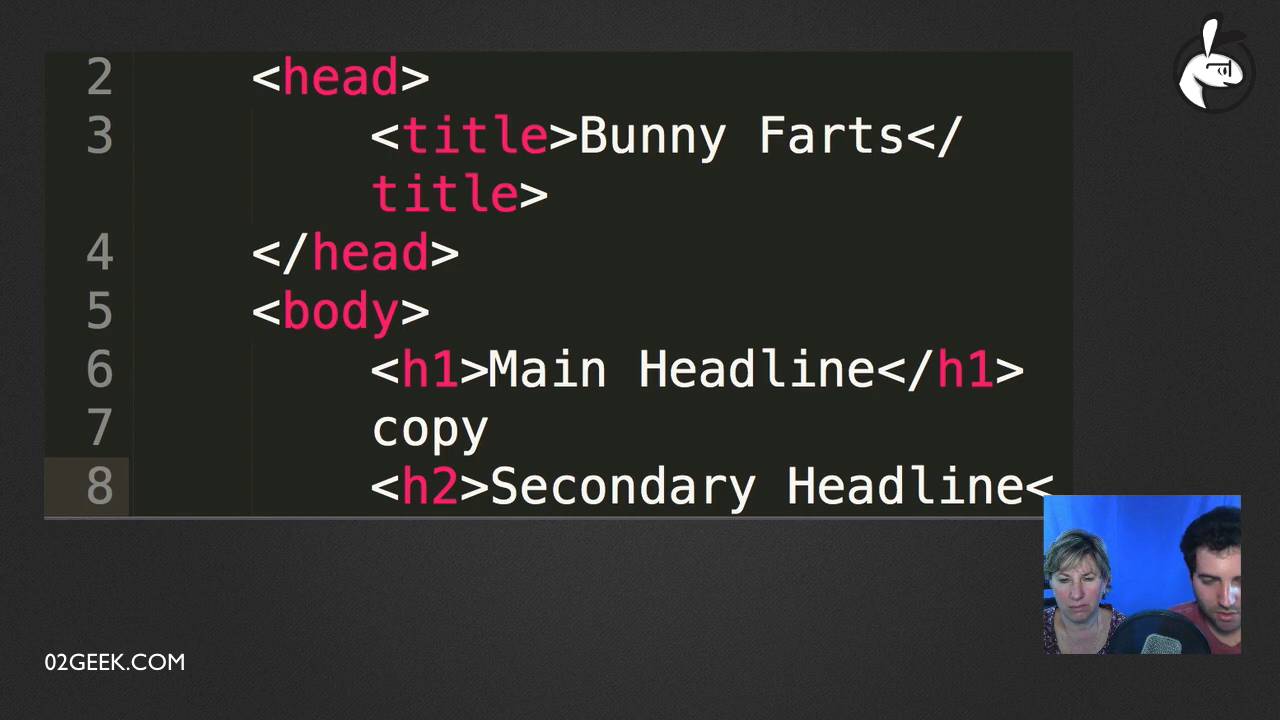 2 <head>
3 <title>Bunny Farts</
title>
4 </head>
5 <body>
6 <h1>Main Headline</h1>
7 copy
8 <h2>Secondary Headline<
02GEEK.COM